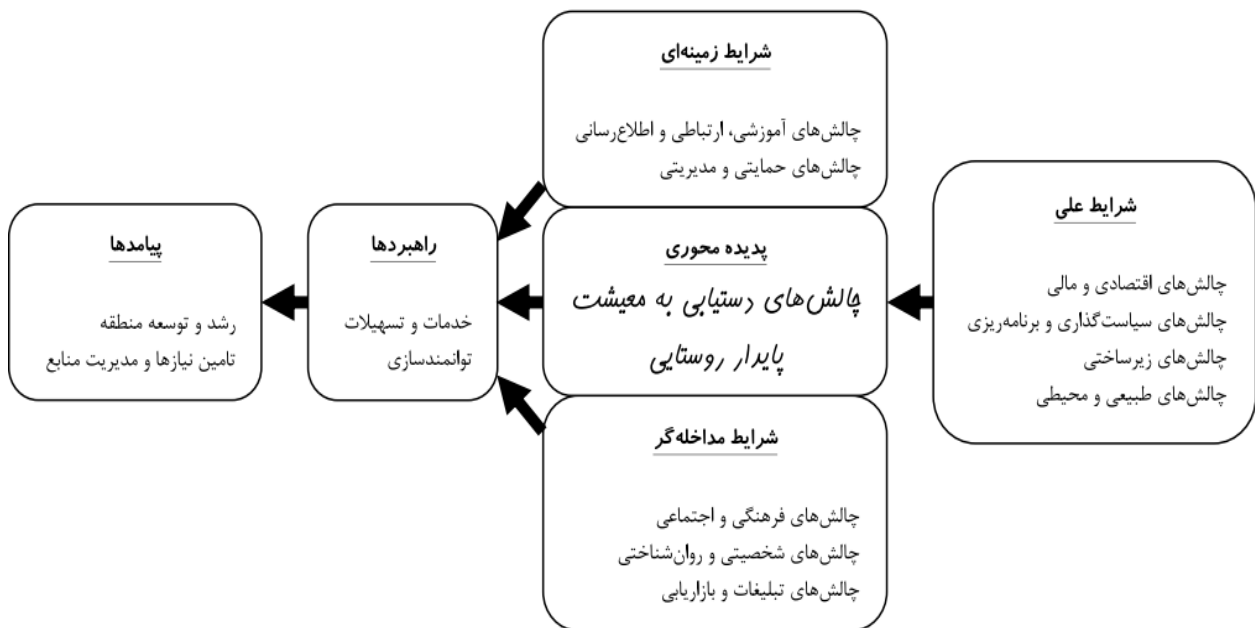 شرایط زمینه‌ای
چالش‌های آموزشی، ارتباطی و اطلاع‌رسانی
چالش‌های حمایتی و مدیریتی
شرایط علی
چالش‌های اقتصادی و مالی
چالش‌های سیاست‌گذاری و برنامه‌ریزی
چالش‌های زیرساختی
چالش‌های طبیعی و محیطی
پدیده محوری
چالش‌های دستیابی به معیشت
پایدار روستایی
راهبردها
خدمات و تسهیلات
توانمندسازی
پیامدها
رشد و توسعه منطقه
تامین نیازها و مدیریت منابع
شرایط مداخله‌گر
چالش‌های فرهنگی و اجتماعی
چالش‌های شخصیتی و روان‌شناختی
چالش‌های تبلیغات و بازاریابی